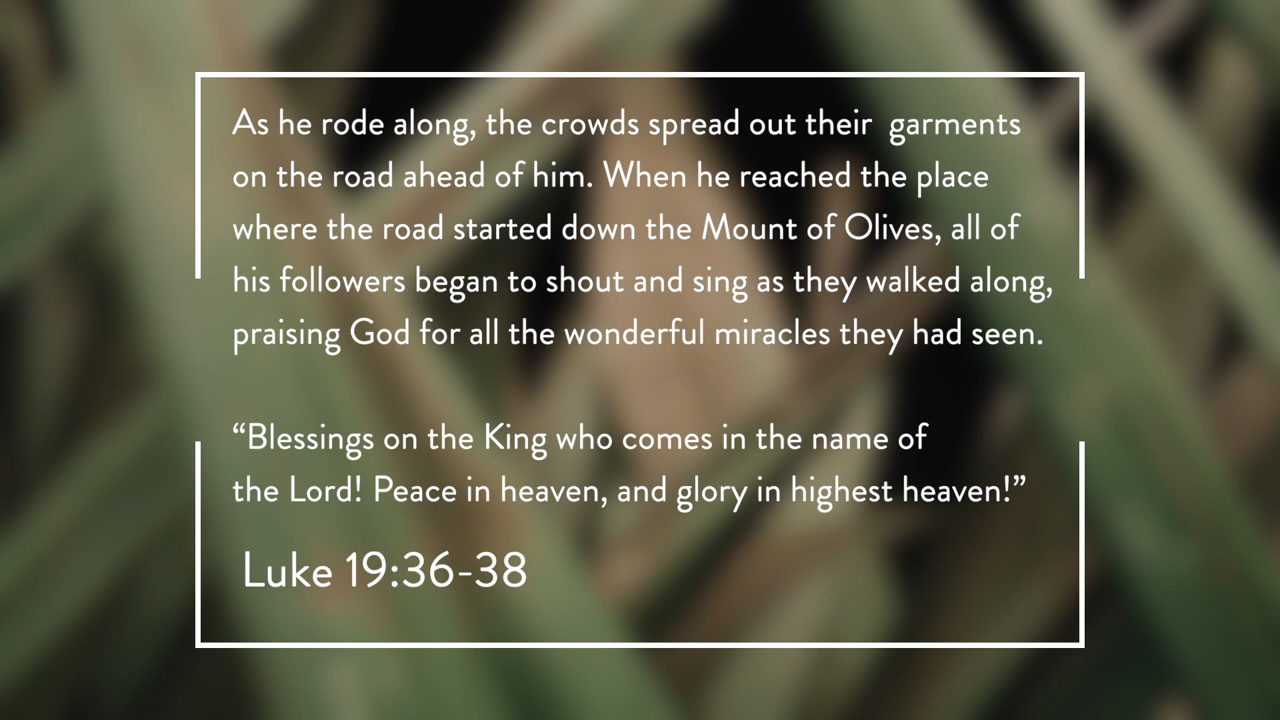 As he rode along, the crowds spread out their  garments
on the road ahead of him. When he reached the place
where the road started down the Mount of Olives, all of
his followers began to shout and sing as they walked along,
praising God for all the wonderful miracles they had seen.
“Blessings on the King who comes in the name of
the Lord! Peace in heaven, and glory in highest heaven!”
Luke 19:36-38